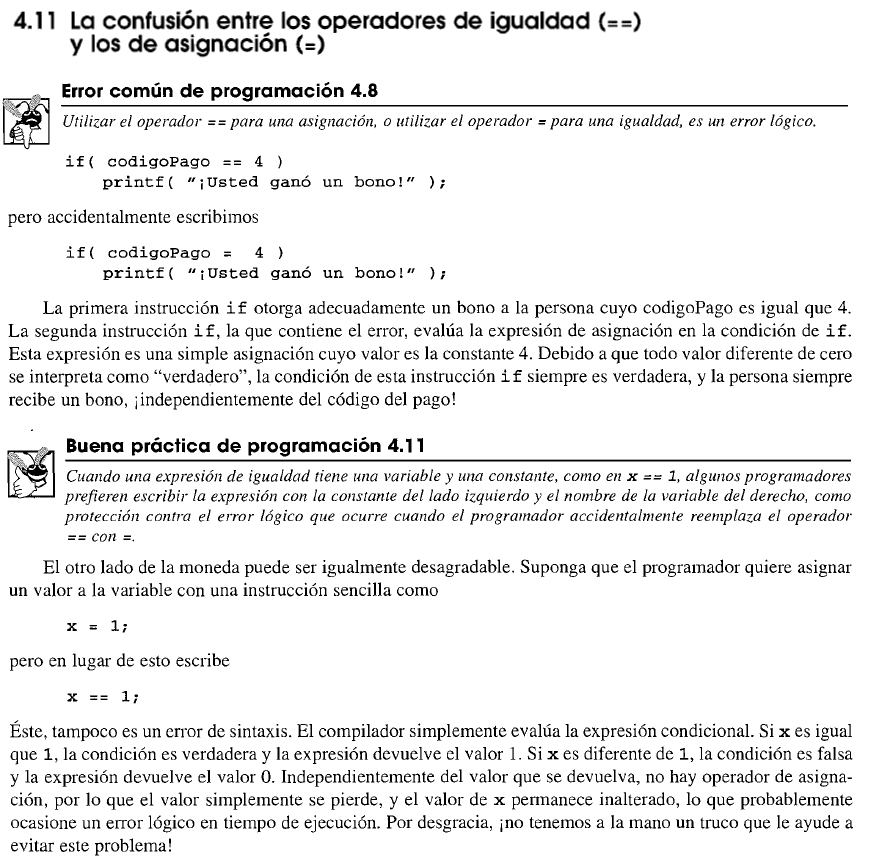 4.11 La confusión entre los operadores de igualdad (==)
y los de asignación (=)
Error común de programación 4.8
Utilizar el operador == para una asignación, o utilizar el operador = para una igualdad, es un error lógico.
if( codigoPago == 4 )
printf( "¡Usted ganó un bono!" );
pero accidentalmente escribimos
if( codigoPago = 4 )
printf( "¡Usted ganó un bono!" );
La primera instrucción if otorga adecuadamente un bono a la persona cuyo codigoPago es igual que 4.
La segunda instrucción if, la que contiene el error, evalúa la expresión de asignación en la condición de if.
Esta expresión es una simple asignación cuyo valor es la constante 4. Debido a que todo valor diferente de cero
se interpreta como “verdadero”, la condición de esta instrucción if siempre es verdadera, y la persona siempre
recibe un bono, ¡independientemente del código del pago!
Buena práctica de programación 4.11
Cuando una expresión de igualdad tiene una variable y una constante, como en x == 1, algunos programadores
prefieren escribir la expresión con la constante del lado izquierdo y el nombre de la variable del derecho, como
protección contra el error lógico que ocurre cuando el programador accidentalmente reemplaza el operador
== con =.
El otro lado de la moneda puede ser igualmente desagradable. Suponga que el programador quiere asignar
un valor a la variable con una instrucción sencilla como
x = 1;
pero en lugar de esto escribe
x == 1;
Éste, tampoco es un error de sintaxis. El compilador simplemente evalúa la expresión condicional. Si x es igual
que 1, la condición es verdadera y la expresión devuelve el valor 1. Si x es diferente de 1, la condición es falsa
y la expresión devuelve el valor 0. Independientemente del valor que se devuelva, no hay operador de asigna-
ción, por lo que el valor simplemente se pierde, y el valor de x permanece inalterado, lo que probablemente
ocasione un error lógico en tiempo de ejecución. Por desgracia, ¡no tenemos a la mano un truco que le ayude a
evitar este problema!